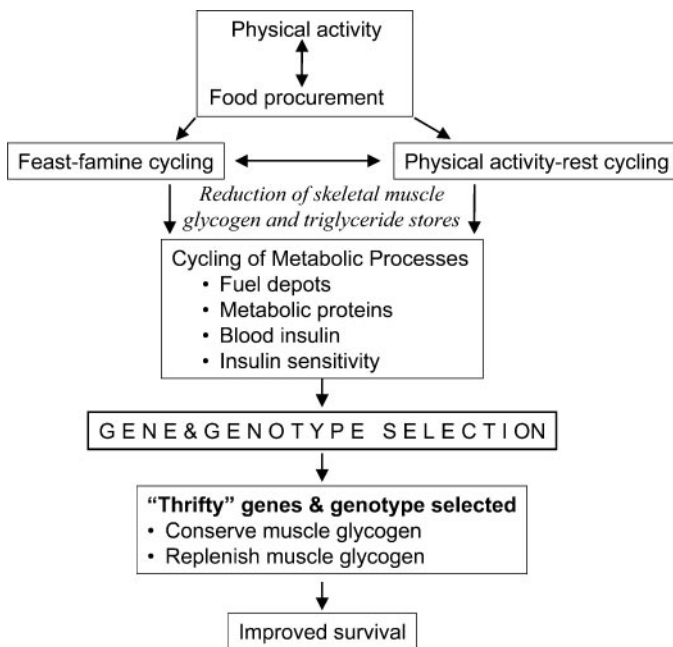 Physical activity
Food procurement
Feast-famine cycling
Physical activity-rest cycling
Reduction of skeletal muscle
glycogen and triglyceride stores
Cycling of Metabolic Processes
• Fuel depots
• Metabolic proteins
• Blood insulin
• Insulin sensitivity
GENE&GENOTYPE SELECTION
“Thrifty” genes & genotype selected
• Conserve muscle glycogen
• Replenish muscle glycogen
Improved survival